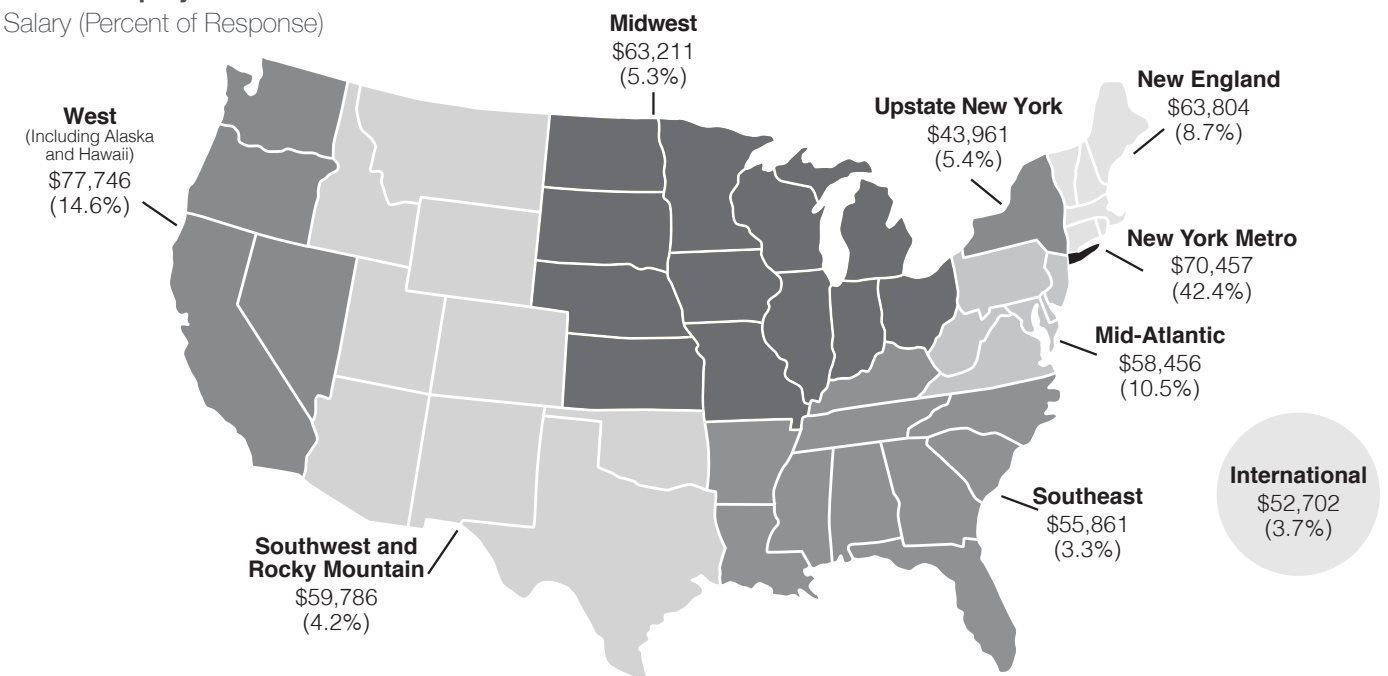 Salary (Percent of Response)
Midwest
$63,211
(5.3%)
New England
$63,804
(8.7%)
Upstate New York
$43,961
(5.4%)
West
(Including Alaska
and Hawaii)
$77,746
(14.6%)
New York Metro
$70,457
(42.4%)
Mid-Atlantic
$58,456
(10.5%)
International
$52,702
(3.7%)
Southeast
$55,861
(3.3%)
Southwest and
Rocky Mountain
$59,786
(4.2%)